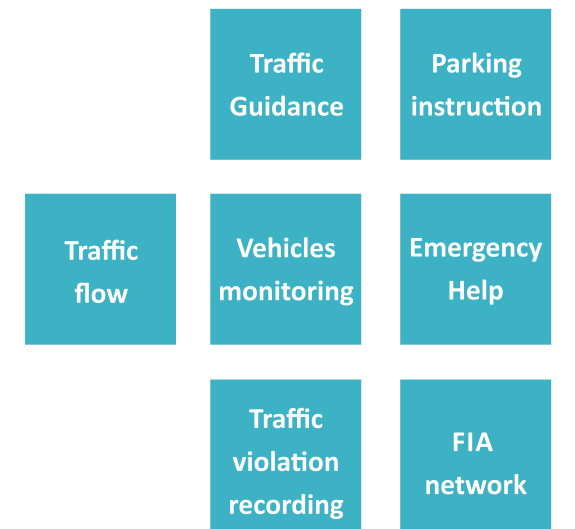 Traffic
Guidance
Parking
instruction
Traffic
flow
Vehicles
monitoring
Emergency
Help
Traffic
violation
recording
FIA
network